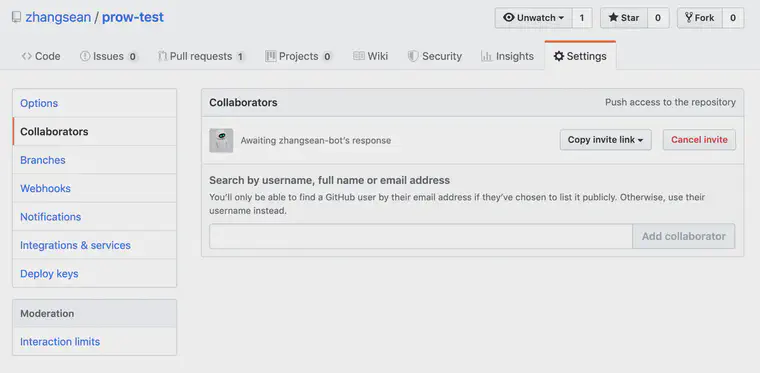 zhangsean / prow-test
Unwatch 1 Star 0 Fork 0
Code Issues 0 Pull requests 1 Projects 0 Wiki Security Insights Settings
Options
Collaborators
Branches
Webhooks
Notifications
Integrations & services
Deploy keys
Moderation
Interaction limits
Collaborators Push access to the repository
Awaiting zhangsean-bot's response Copy invite link Cancel invite
Search by username, full name or email address
You'll only be able to find a GitHub user by their email address if they've chosen to list it publicly. Otherwise, use their
username instead.
Add collaborator